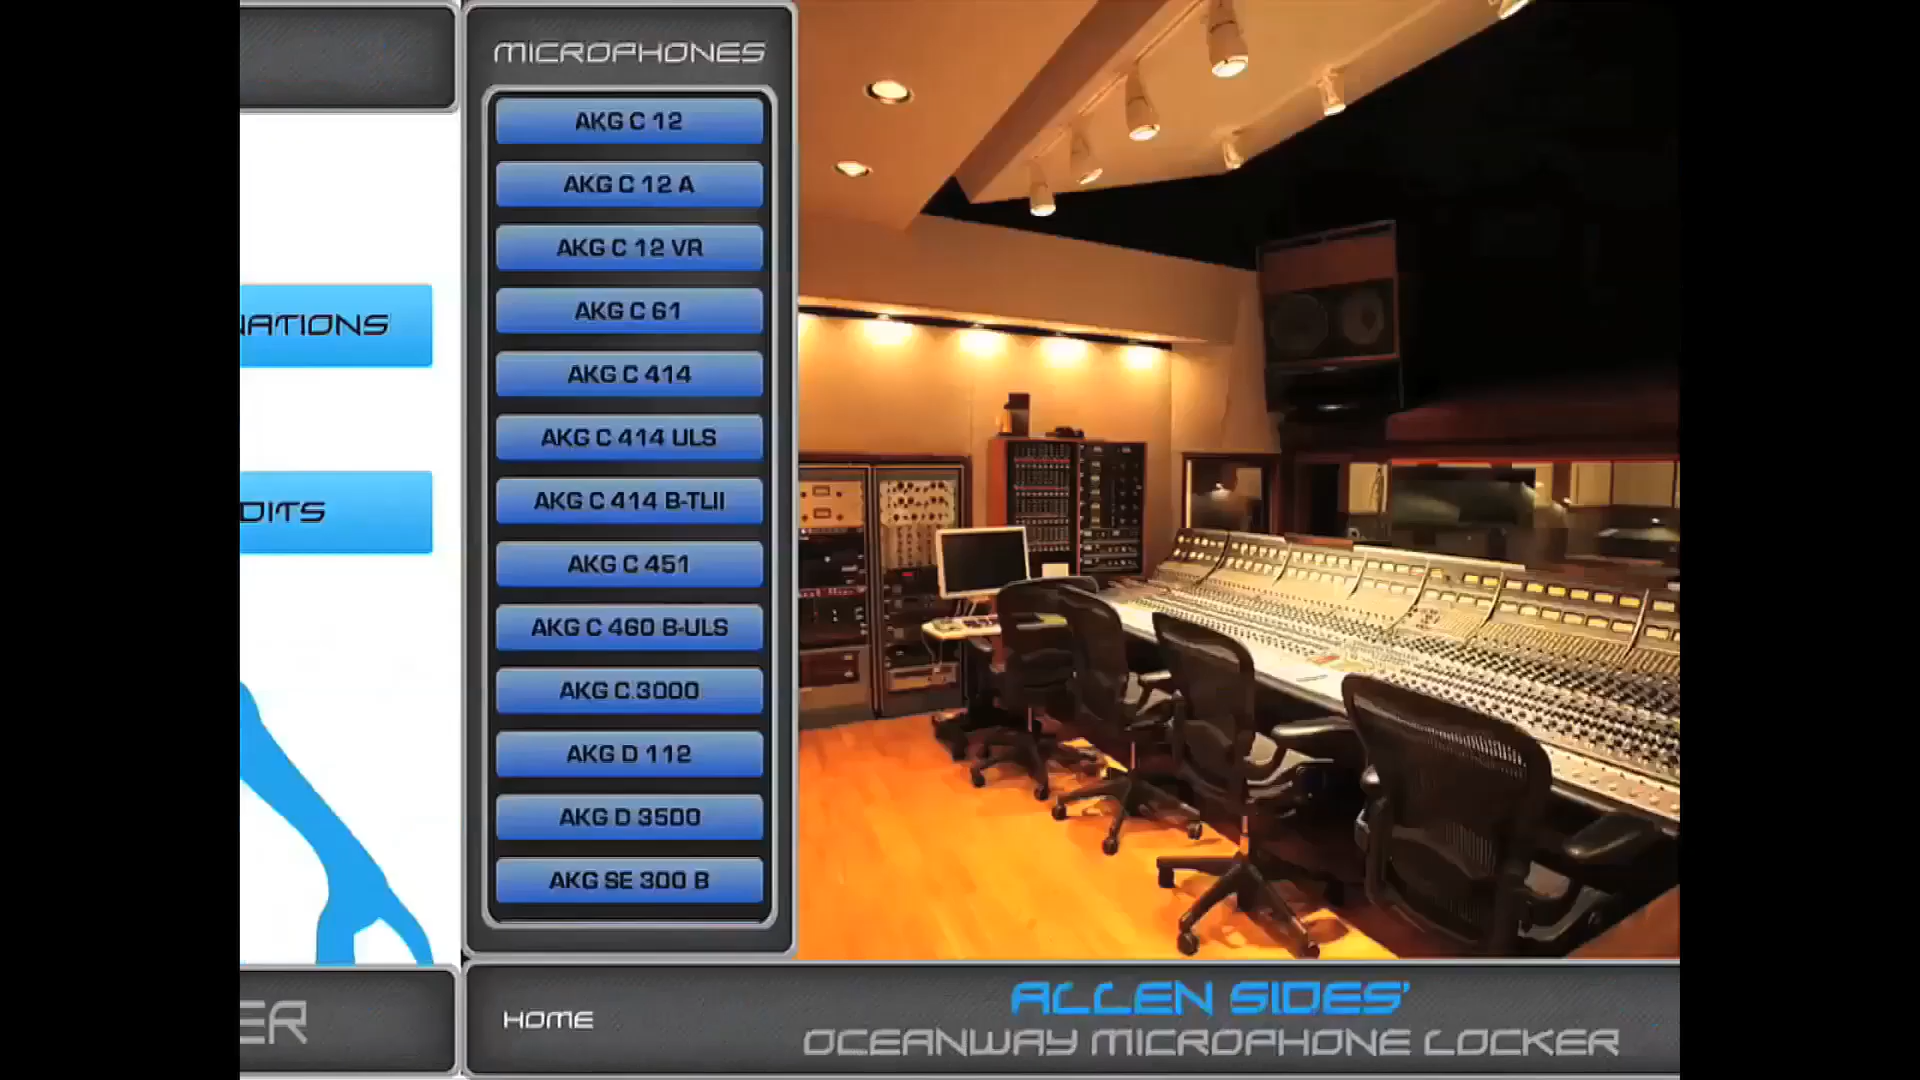 MICROPHONES
AKG C 12
AKG C 12 A
AKG C 12 VR
AKG C 61
AKG C 414
AKG C 414 ULS
AKG C 414 B-TLII
AKG C 451
AKG C 460 B-ULS
AKG C 3000
AKG D 112
AKG D 3500
AKG SE 300 B
NATIONS
DITS
ER
HOME
ALLEN SIDES'
OCEANWAY MICROPHONE LOCKER